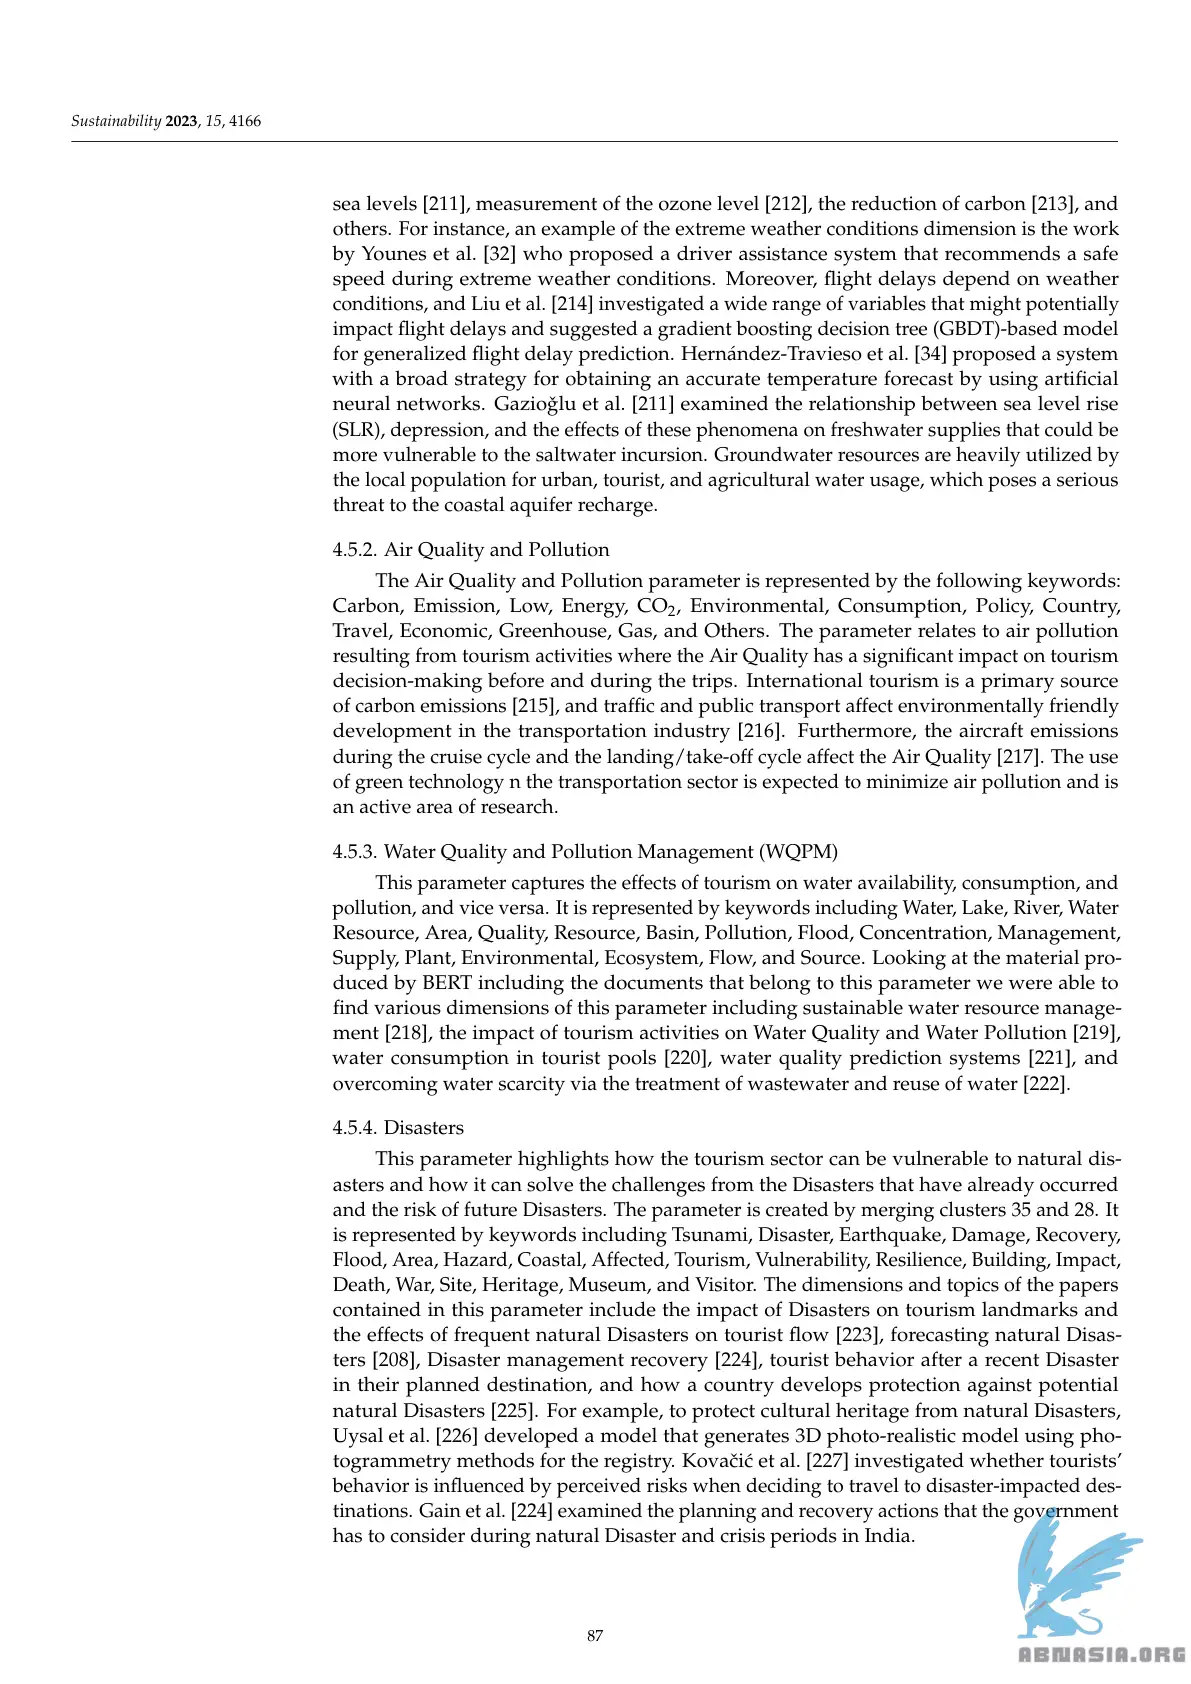 Sustainability 2023, 15, 4166
sea levels [211], measurement of the ozone level [212], the reduction of carbon [213], and
others. For instance, an example of the extreme weather conditions dimension is the work
by Younes et al. [32] who proposed a driver assistance system that recommends a safe
speed during extreme weather conditions. Moreover, flight delays depend on weather
conditions, and Liu et al. [214] investigated a wide range of variables that might potentially
impact flight delays and suggested a gradient boosting decision tree (GBDT)-based model
for generalized flight delay prediction. Hernández-Travieso et al. [34] proposed a system
with a broad strategy for obtaining an accurate temperature forecast by using artificial
neural networks. Gazioğlu et al. [211] examined the relationship between sea level rise
(SLR), depression, and the effects of these phenomena on freshwater supplies that could be
more vulnerable to the saltwater incursion. Groundwater resources are heavily utilized by
the local population for urban, tourist, and agricultural water usage, which poses a serious
threat to the coastal aquifer recharge.
4.5.2. Air Quality and Pollution
The Air Quality and Pollution parameter is represented by the following keywords:
Carbon, Emission, Low, Energy, CO2, Environmental, Consumption, Policy, Country,
Travel, Economic, Greenhouse, Gas, and Others. The parameter relates to air pollution
resulting from tourism activities where the Air Quality has a significant impact on tourism
decision-making before and during the trips. International tourism is a primary source
of carbon emissions [215], and traffic and public transport affect environmentally friendly
development in the transportation industry [216]. Furthermore, the aircraft emissions
during the cruise cycle and the landing/take-off cycle affect the Air Quality [217]. The use
of green technology n the transportation sector is expected to minimize air pollution and is
an active area of research.
4.5.3. Water Quality and Pollution Management (WQPM)
This parameter captures the effects of tourism on water availability, consumption, and
pollution, and vice versa. It is represented by keywords including Water, Lake, River, Water
Resource, Area, Quality, Resource, Basin, Pollution, Flood, Concentration, Management,
Supply, Plant, Environmental, Ecosystem, Flow, and Source. Looking at the material pro-
duced by BERT including the documents that belong to this parameter we were able to
find various dimensions of this parameter including sustainable water resource manage-
ment [218], the impact of tourism activities on Water Quality and Water Pollution [219],
water consumption in tourist pools [220], water quality prediction systems [221], and
overcoming water scarcity via the treatment of wastewater and reuse of water [222].
4.5.4. Disasters
This parameter highlights how the tourism sector can be vulnerable to natural dis-
asters and how it can solve the challenges from the Disasters that have already occurred
and the risk of future Disasters. The parameter is created by merging clusters 35 and 28. It
is represented by keywords including Tsunami, Disaster, Earthquake, Damage, Recovery,
Flood, Area, Hazard, Coastal, Affected, Tourism, Vulnerability, Resilience, Building, Impact,
Death, War, Site, Heritage, Museum, and Visitor. The dimensions and topics of the papers
contained in this parameter include the impact of Disasters on tourism landmarks and
the effects of frequent natural Disasters on tourist flow [223], forecasting natural Disas-
ters [208], Disaster management recovery [224], tourist behavior after a recent Disaster
in their planned destination, and how a country develops protection against potential
natural Disasters [225]. For example, to protect cultural heritage from natural Disasters,
Uysal et al. [226] developed a model that generates 3D photo-realistic model using pho-
togrammetry methods for the registry. Kovačić et al. [227] investigated whether tourists’
behavior is influenced by perceived risks when deciding to travel to disaster-impacted des-
tinations. Gain et al. [224] examined the planning and recovery actions that the government
has to consider during natural Disaster and crisis periods in India.
87
ABNASIA.ORG